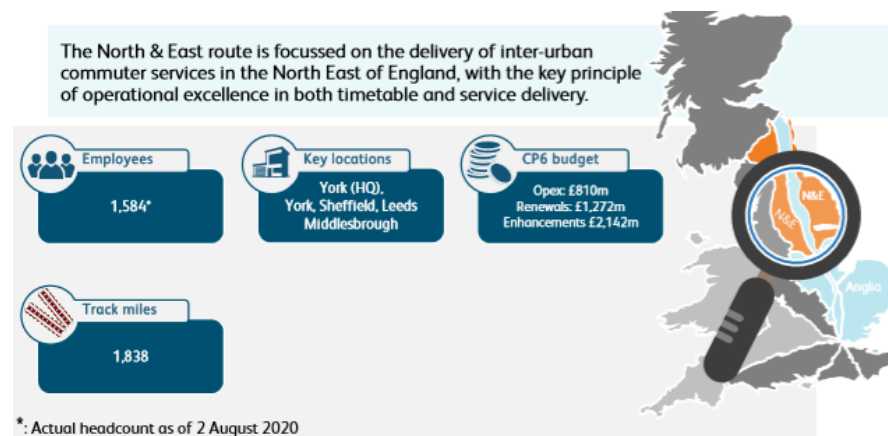 The North & East route is focussed on the delivery of inter-urban
commuter services in the North East of England, with the key principle
of operational excellence in both timetable and service delivery.
Employees
1,584*
Key locations
York (HQ),
York, Sheffield, Leeds
Middlesbrough
CP6 budget
Opex: £810m
Renewals: £1,272m
Enhancements £2,142m
N&E
N&E
Anglia
Track miles
1,838
*: Actual headcount as of 2 August 2020